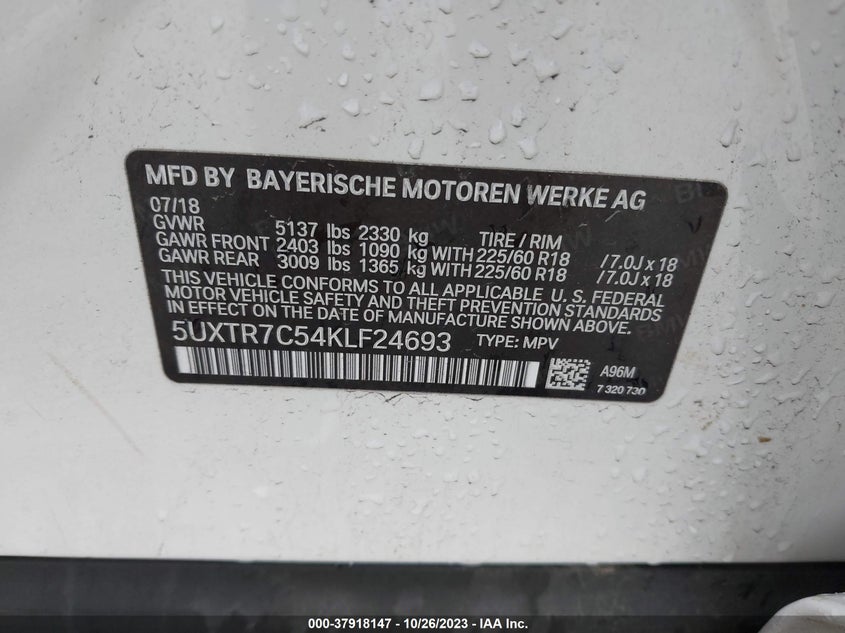 MFD BY BAYERISCHE MOTOREN WERKE AG
07/18
GVWR 5137 lbs 2330 kg TIRE / RIM
GAWR FRONT 2403 lbs 1090 kg WITH 225/60 R18 /7.0J x 18
GAWR REAR 3009 lbs 1365 kg WITH 225/60 R18 /7.0J x 18
THIS VEHICLE CONFORMS TO ALL APPLICABLE U. S. FEDERAL
MOTOR VEHICLE SAFETY AND THEFT PREVENTION STANDARDS
IN EFFECT ON THE DATE OF MANUFACTURE SHOWN ABOVE.
5UXTR7C54KLF24693 TYPE: MPV
A96M
7 320 730
000-37918147 | 10/26/2023 | IAA Inc.